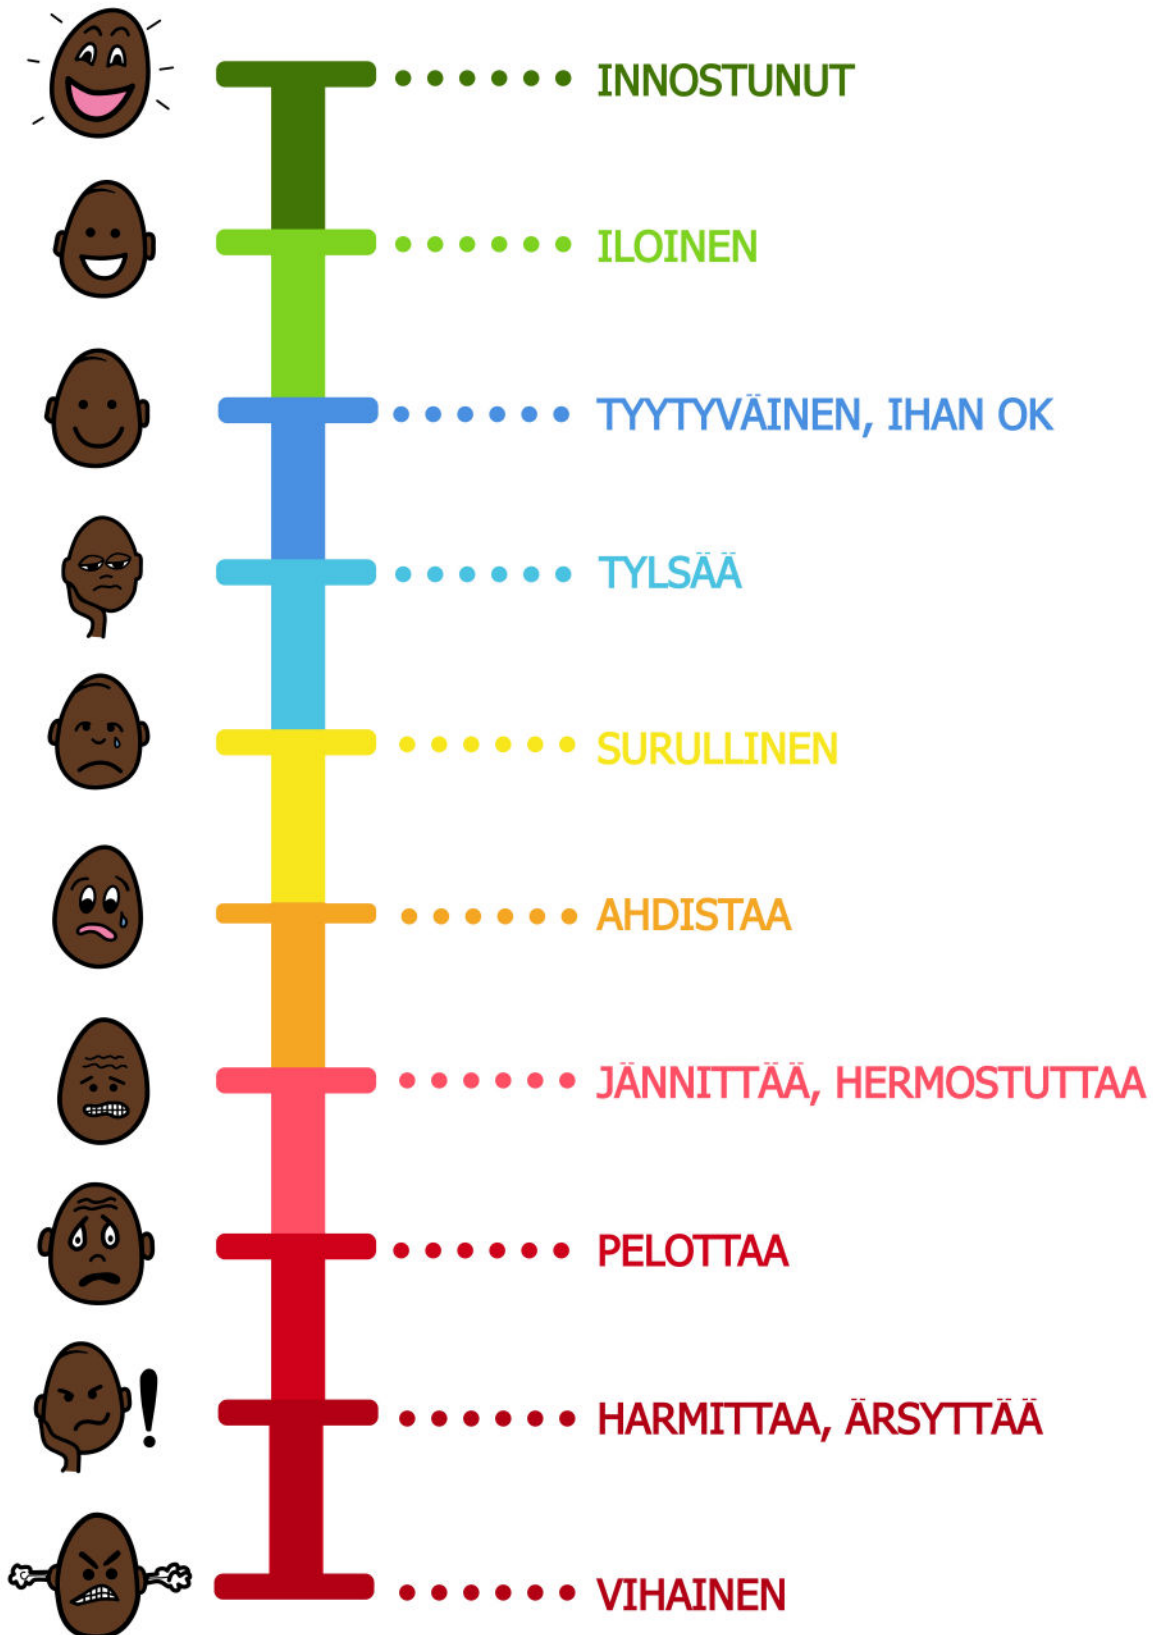 INNOSTUNUT
ILOINEN
TYYTYVÄINEN, IHAN OK
TYLSÄÄ
SURULLINEN
AHDISTAA
JÄNNITTÄÄ, HERMOSTUTTAA
PELOTTAA
HARMITTAA, ÄRSYTTÄÄ
!
VIHAINEN